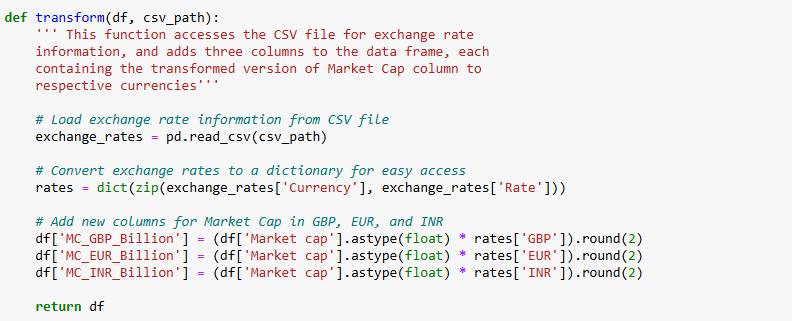 def transform(df, csv_path):
    ''' This function accesses the CSV file for exchange rate
    information, and adds three columns to the data frame, each
    containing the transformed version of Market Cap column to
    respective currencies'''
    # Load exchange rate information from CSV file
    exchange_rates = pd.read_csv(csv_path)
    # Convert exchange rates to a dictionary for easy access
    rates = dict(zip(exchange_rates['Currency'], exchange_rates['Rate']))
    # Add new columns for Market Cap in GBP, EUR, and INR
    df['MC_GBP_Billion'] = (df['Market cap'].astype(float) * rates['GBP']).round(2)
    df['MC_EUR_Billion'] = (df['Market cap'].astype(float) * rates['EUR']).round(2)
    df['MC_INR_Billion'] = (df['Market cap'].astype(float) * rates['INR']).round(2)
    return df